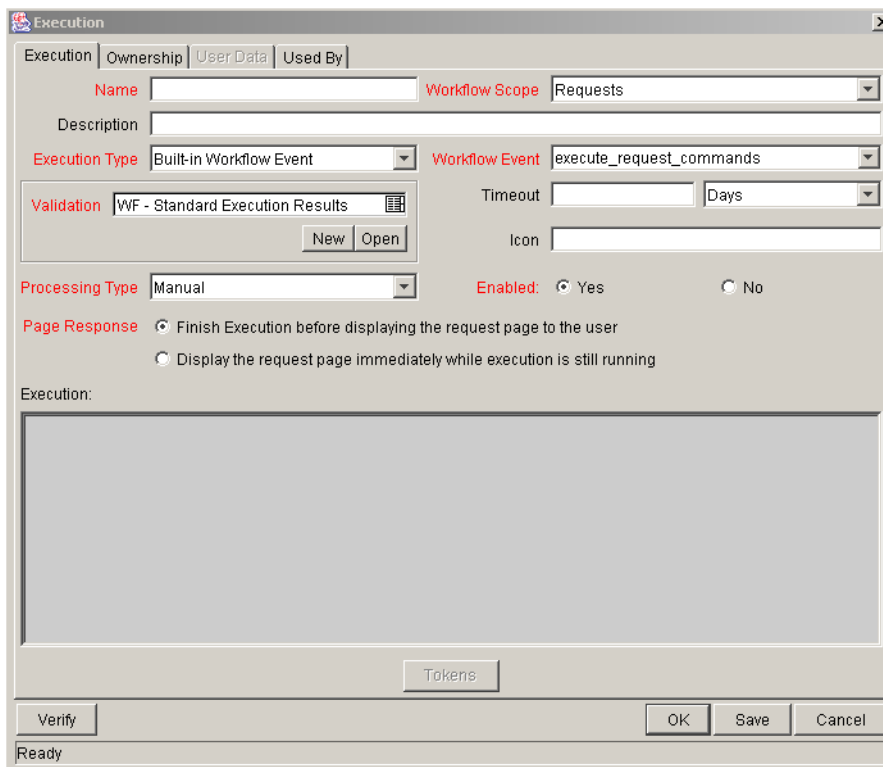 Execution
Execution Ownership User Data Used By
Name Workflow Scope Requests
Description
Execution Type Built-in Workflow Event Workflow Event execute_request_commands
Validation WF - Standard Execution Results Timeout Days
New Open Icon
Processing Type Manual Enabled: Yes No
Page Response Finish Execution before displaying the request page to the user
Display the request page immediately while execution is still running
Execution:
Tokens
Verify OK Save Cancel
Ready